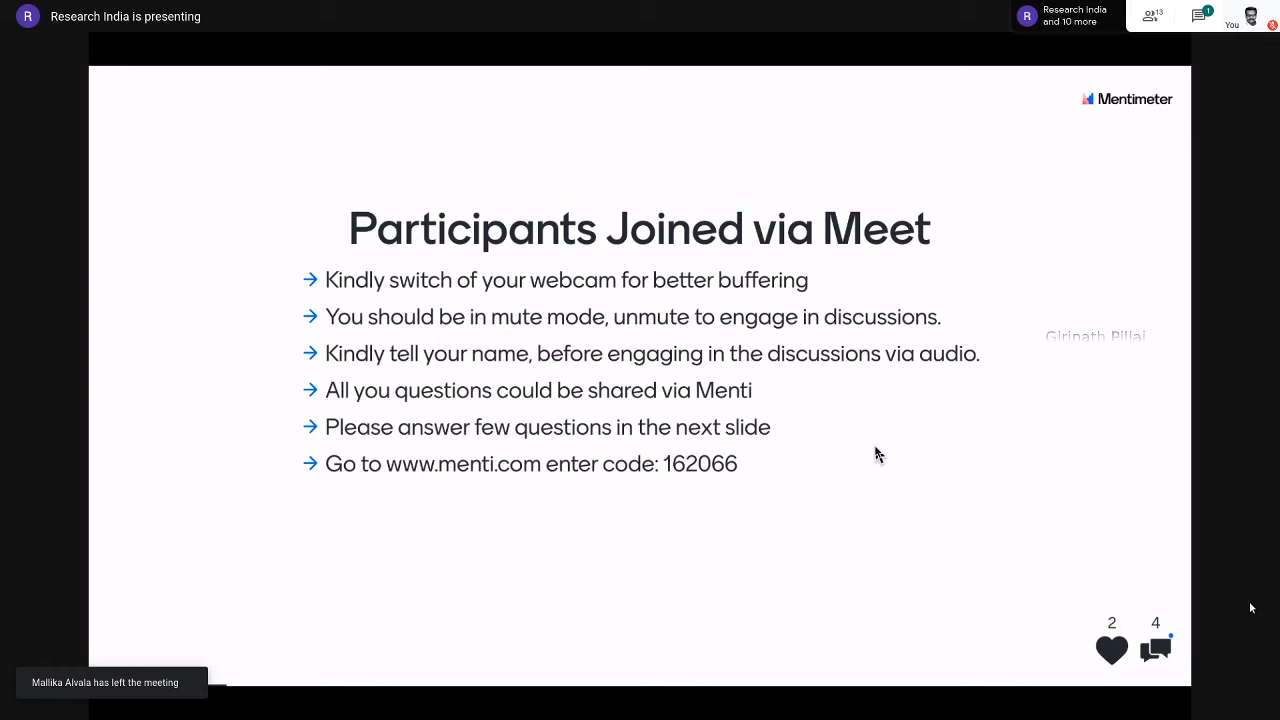 R Research India is presenting
R Research India
and 10 more
13
1
You
Mentimeter
Participants Joined via Meet
→ Kindly switch of your webcam for better buffering
→ You should be in mute mode, unmute to engage in discussions.
Girinath Pillai
→ Kindly tell your name, before engaging in the discussions via audio.
→ All you questions could be shared via Menti
→ Please answer few questions in the next slide
→ Go to www.menti.com enter code: 162066
2 4
Mallika Alvala has left the meeting